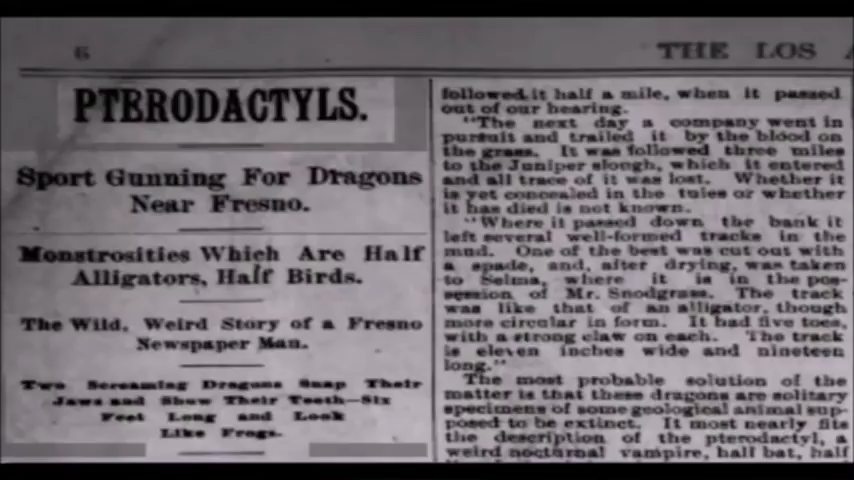 6
THE LOS
PTERODACTYLS.
Sport Gunning For Dragons
Near Fresno.
Monstrosities Which Are Half
Alligators, Half Birds.
The Wild, Weird Story of a Fresno
Newspaper Man.
Two Screaming Dragons Snap Their
Jaws and Show Their Teeth—Six
Feet Long and Look
Like Frogs.
followed it half a mile, when it passed
out of our hearing.
"The next day a company went in
pursuit and trailed it by the blood on
the grass. It was followed three miles
to the Juniper slough, which it entered
and all trace of it was lost. Whether it
is yet concealed in the tules or whether
it has died is not known.
"Where it passed down the bank it
left several well-formed tracks in the
mud. One of the best was cut out with
a spade, and, after drying, was taken
to Selma, where it is in the pos-
session of Mr. Snodgrass. The track
was like that of an alligator, though
more circular in form. It had five toes,
with a strong claw on each. The track
is eleven inches wide and nineteen
long."
The most probable solution of the
matter is that these dragons are solitary
specimens of some geological animal sup-
posed to be extinct. It most nearly fits
the description of the pterodactyl, a
weird nocturnal vampire, half bat, half